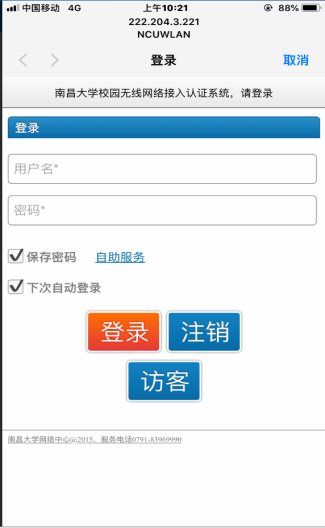 中国移动 4G 上午10:21 88%
222.204.3.221
NCUWLAN
登录 取消
南昌大学校园无线网络接入认证系统，请登录
登录
用户名*
密码*
保存密码 自助服务
下次自动登录
登录 注销
访客
南昌大学网络中心@2015，服务电话0791-83969990